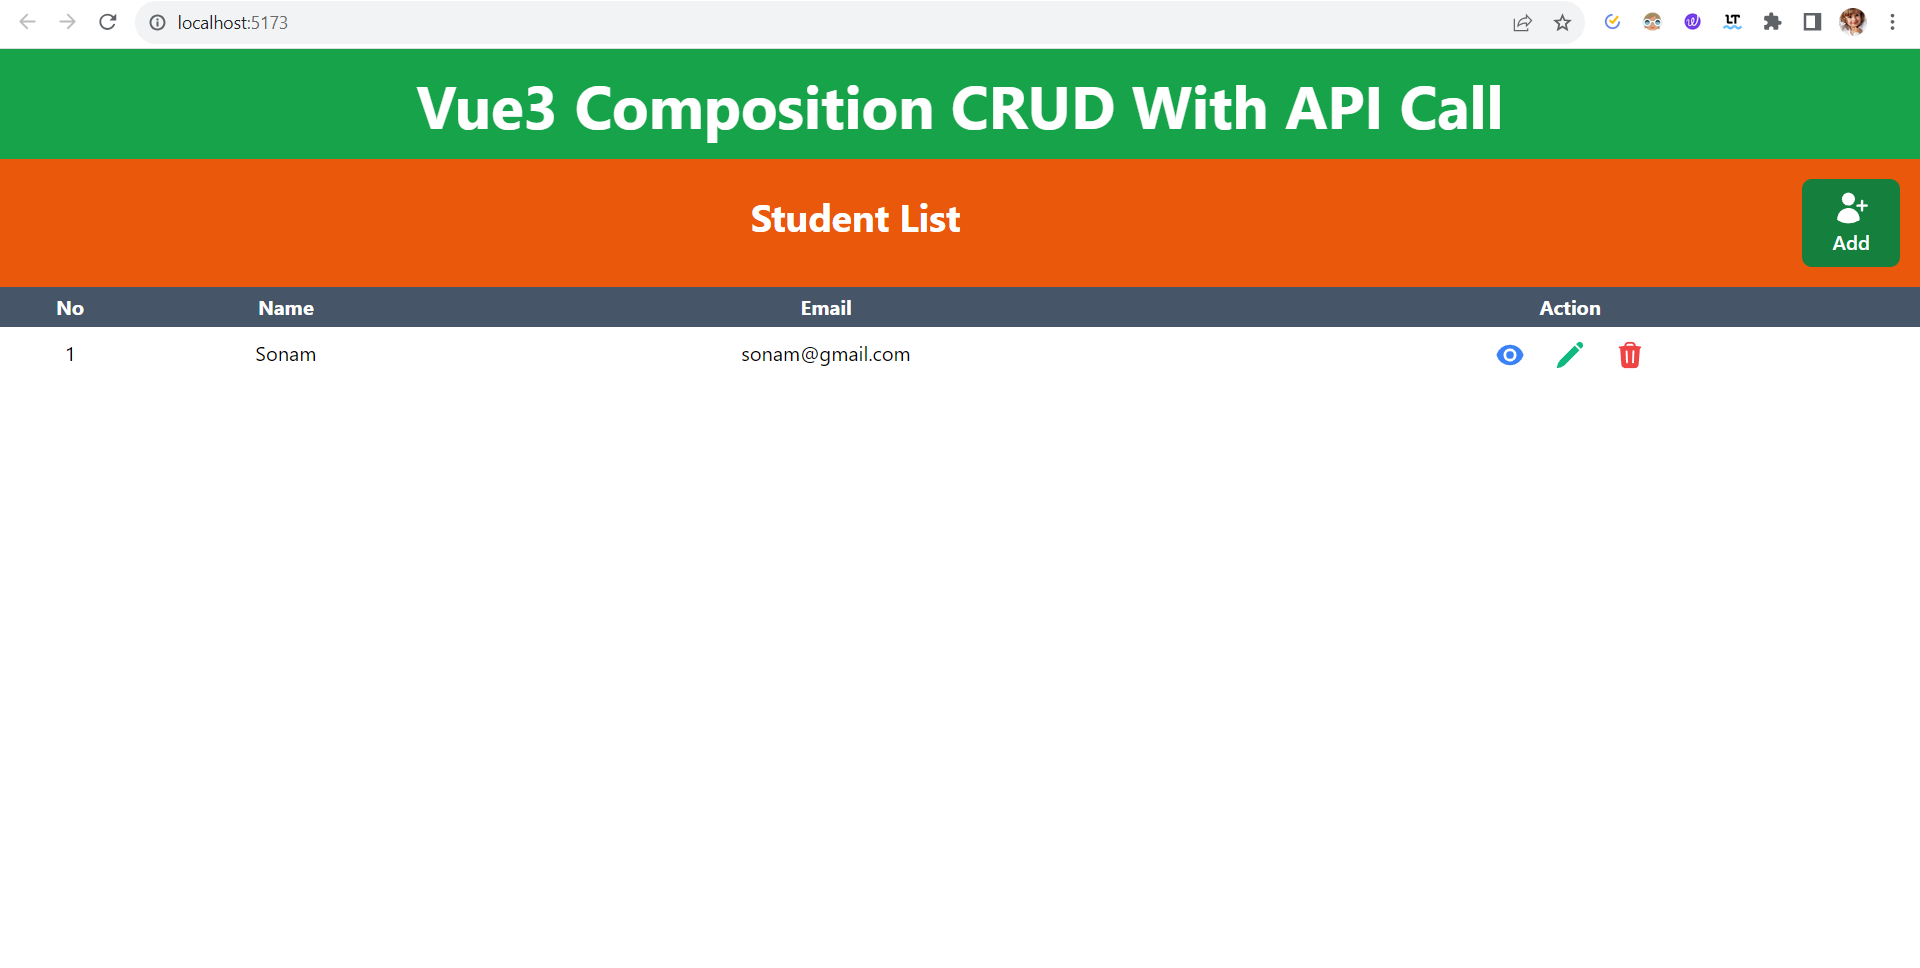 localhost:5173
LT
Vue3 Composition CRUD With API Call
Student List
Add
No Name Email Action
1 Sonam sonam@gmail.com